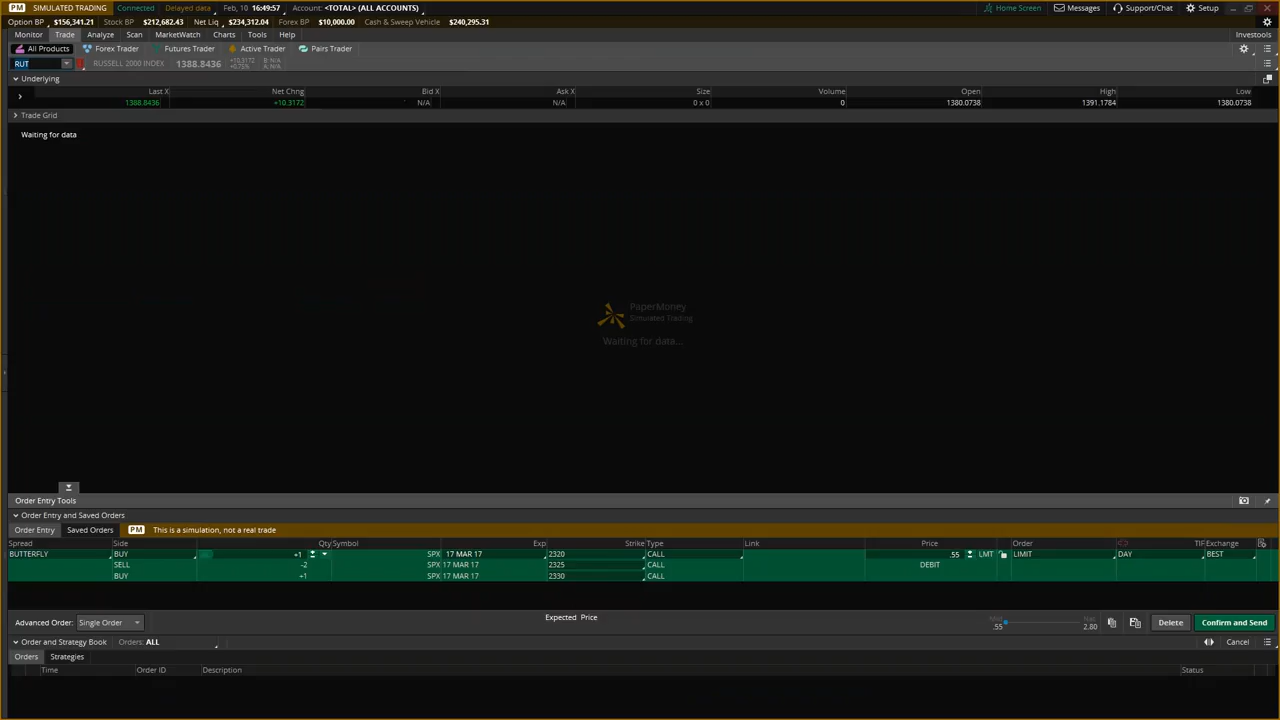 PM SIMULATED TRADING Connected Delayed data Feb, 10 16:49:57 Account: <TOTAL> (ALL ACCOUNTS) Home Screen Messages Support/Chat Setup
Option BP $156,341.21 Stock BP $212,682.43 Net Liq $234,312.04 Forex BP $10,000.00 Cash & Sweep Vehicle $240,295.31
Monitor Trade Analyze Scan MarketWatch Charts Tools Help Investools
All Products Forex Trader Futures Trader Active Trader Pairs Trader
RUT RUSSELL 2000 INDEX 1388.8436 +10.3172 B: N/A
+0.75% A: N/A
Underlying
Last X Net Chng Bid X Ask X Size Volume Open High Low
1388.8436 +10.3172 N/A N/A 0 x 0 0 1380.0738 1391.1784 1380.0738
Trade Grid
Waiting for data
PaperMoney
Simulated Trading
Waiting for data...
Order Entry Tools
Order Entry and Saved Orders
Order Entry Saved Orders PM This is a simulation, not a real trade
Spread Side Qty Symbol Exp Strike Type Link Price Order TIF Exchange
BUTTERFLY BUY +1 SPX 17 MAR 17 2320 CALL .55 LMT LIMIT DAY BEST
SELL -2 SPX 17 MAR 17 2325 CALL DEBIT
BUY +1 SPX 17 MAR 17 2330 CALL
Advanced Order: Single Order Expected Price .55 2.80 Delete Confirm and Send
Order and Strategy Book Orders: ALL Cancel
Orders Strategies
Time Order ID Description Status